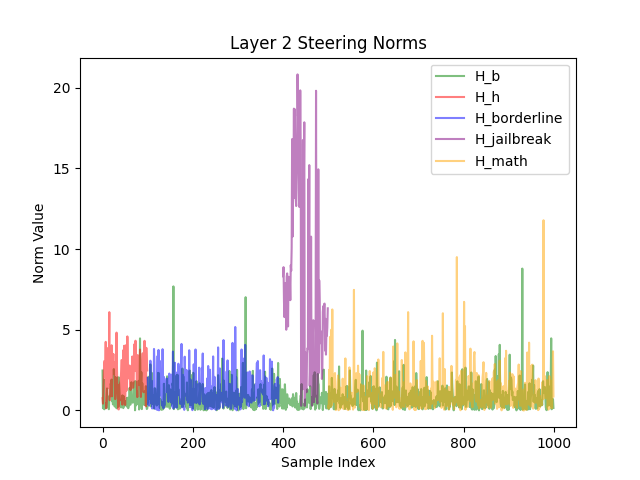 Layer 2 Steering Norms
20
15
10
5
0
Norm Value
H_b
H_h
H_borderline
H_jailbreak
H_math
0 200 400 600 800 1000
Sample Index